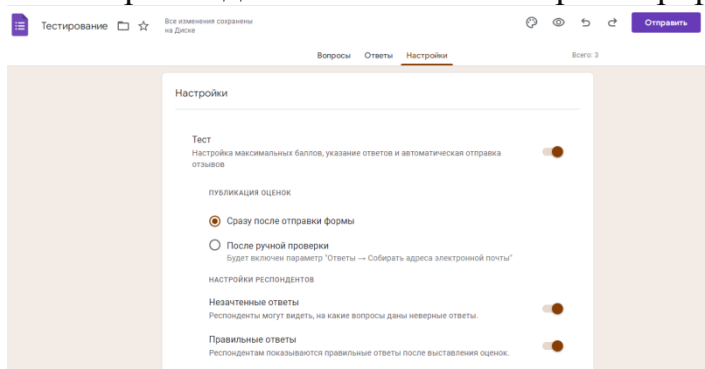 Тестирование
Все изменения сохранены
на Диске
Отправить
Вопросы Ответы Настройки
Всего: 3
Настройки
Тест
Настройка максимальных баллов, указание ответов и автоматическая отправка
отзывов
ПУБЛИКАЦИЯ ОЦЕНОК
Сразу после отправки формы
После ручной проверки
Будет включен параметр "Ответы → Собирать адреса электронной почты"
НАСТРОЙКИ РЕСПОНДЕНТОВ
Незачтенные ответы
Респонденты могут видеть, на какие вопросы даны неверные ответы.
Правильные ответы
Респондентам показываются правильные ответы после выставления оценок.